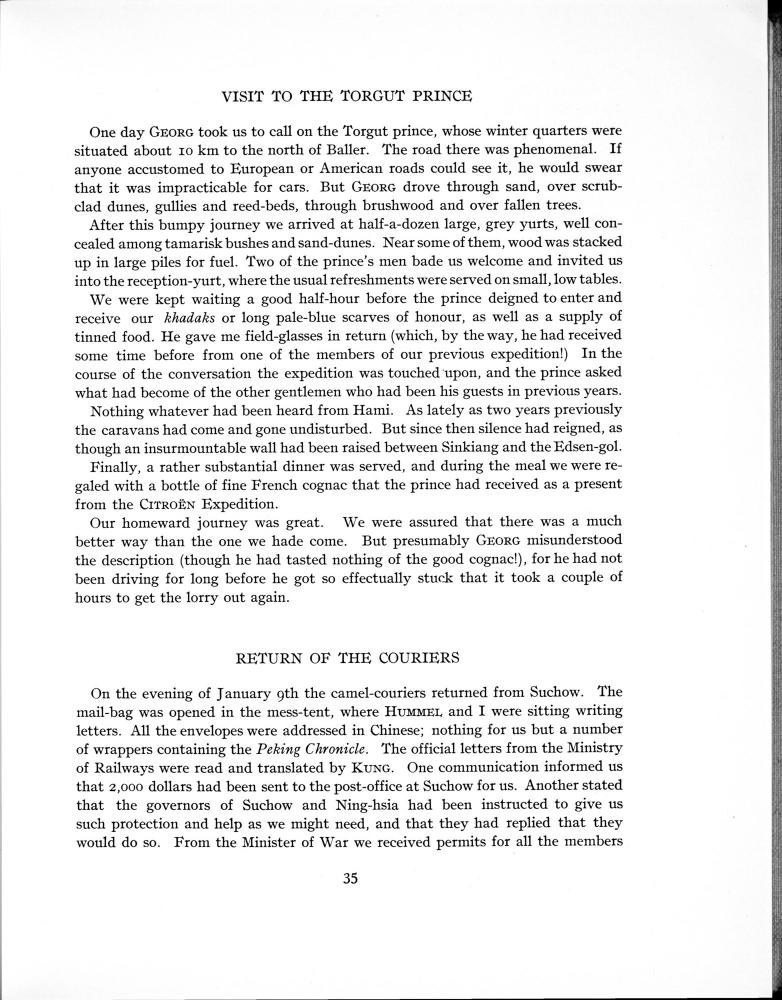 VISIT TO THE TORGUT PRINCE
One day GEORG took us to call on the Torgut prince, whose winter quarters were
situated about 10 km to the north of Baller. The road there was phenomenal. If
anyone accustomed to European or American roads could see it, he would swear
that it was impracticable for cars. But GEORG drove through sand, over scrub-
clad dunes, gullies and reed-beds, through brushwood and over fallen trees.
After this bumpy journey we arrived at half-a-dozen large, grey yurts, well con-
cealed among tamarisk bushes and sand-dunes. Near some of them, wood was stacked
up in large piles for fuel. Two of the prince's men bade us welcome and invited us
into the reception-yurt, where the usual refreshments were served on small, low tables.
We were kept waiting a good half-hour before the prince deigned to enter and
receive our khadaks or long pale-blue scarves of honour, as well as a supply of
tinned food. He gave me field-glasses in return (which, by the way, he had received
some time before from one of the members of our previous expedition!) In the
course of the conversation the expedition was touched upon, and the prince asked
what had become of the other gentlemen who had been his guests in previous years.
Nothing whatever had been heard from Hami. As lately as two years previously
the caravans had come and gone undisturbed. But since then silence had reigned, as
though an insurmountable wall had been raised between Sinkiang and the Edsen-gol.
Finally, a rather substantial dinner was served, and during the meal we were re-
galed with a bottle of fine French cognac that the prince had received as a present
from the CITROËN Expedition.
Our homeward journey was great. We were assured that there was a much
better way than the one we hade come. But presumably GEORG misunderstood
the description (though he had tasted nothing of the good cognac!), for he had not
been driving for long before he got so effectually stuck that it took a couple of
hours to get the lorry out again.
RETURN OF THE COURIERS
On the evening of January 9th the camel-couriers returned from Suchow. The
mail-bag was opened in the mess-tent, where HUMMEL and I were sitting writing
letters. All the envelopes were addressed in Chinese; nothing for us but a number
of wrappers containing the Peking Chronicle. The official letters from the Ministry
of Railways were read and translated by KUNG. One communication informed us
that 2,000 dollars had been sent to the post-office at Suchow for us. Another stated
that the governors of Suchow and Ning-hsia had been instructed to give us
such protection and help as we might need, and that they had replied that they
would do so. From the Minister of War we received permits for all the members
35